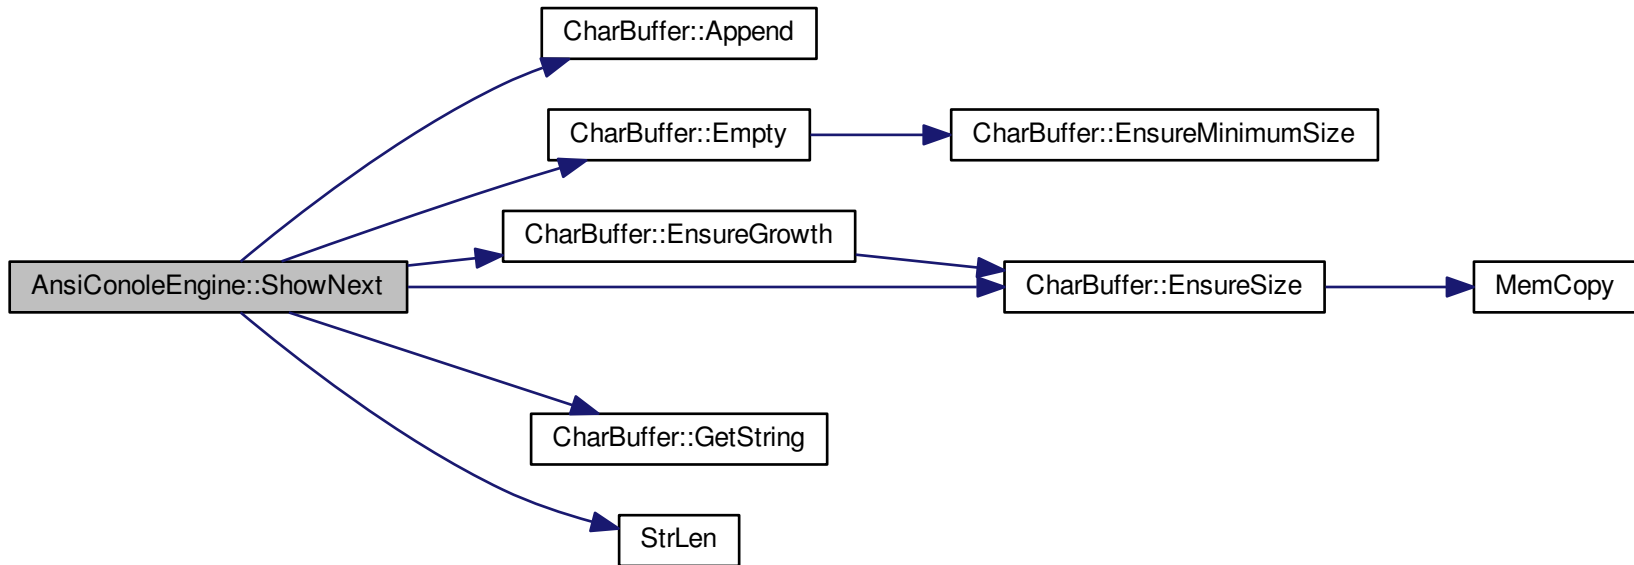 CharBuffer::Append
CharBuffer::Empty
CharBuffer::EnsureMinimumSize
CharBuffer::EnsureGrowth
AnsiConoleEngine::ShowNext
CharBuffer::EnsureSize
MemCopy
CharBuffer::GetString
StrLen